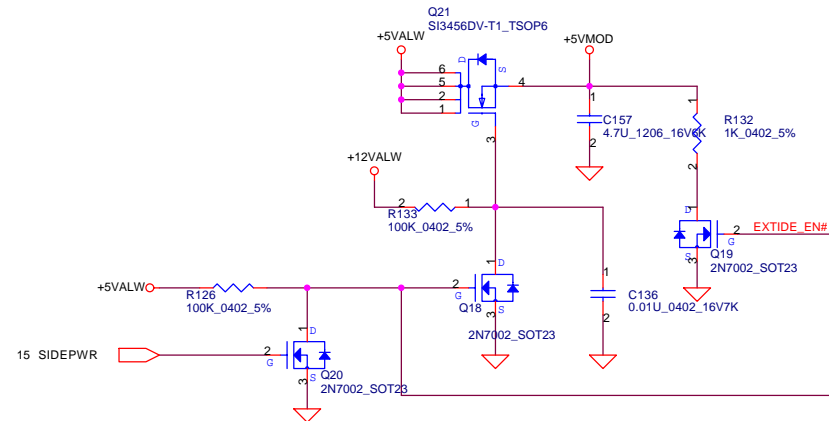 Q21
SI3456DV-T1_TSOP6
+5VALW
+5VMOD
6
5
2
1
D
S
G
4
3
1
C157
4.7U_1206_16V6K
2
1
R132
1K_0402_5%
2
+12VALW
2
1
R133
100K_0402_5%
1
D
2
G
EXTIDE_EN#
S
3
Q19
2N7002_SOT23
+5VALW
R126
100K_0402_5%
1
D
2
G
Q18
S
3
2N7002_SOT23
1
C136
0.01U_0402_16V7K
2
15 SIDEPWR
1
D
2
G
S
3
Q20
2N7002_SOT23